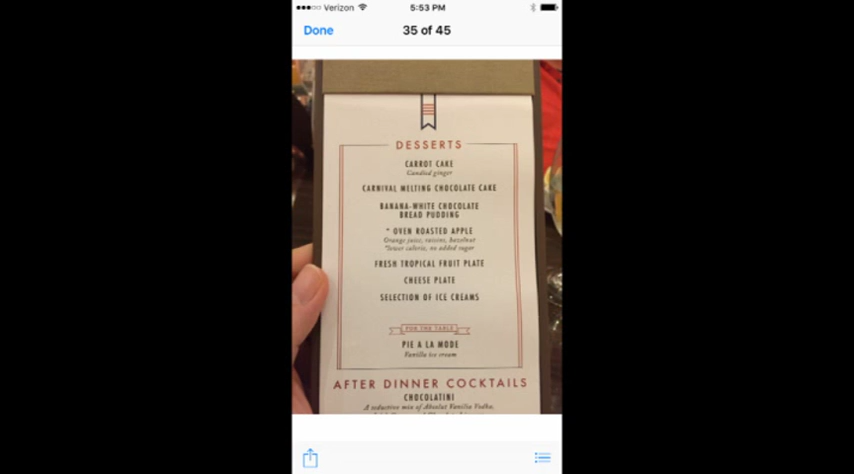 Verizon 5:53 PM
Done 35 of 45
DESSERTS
CARROT CAKE
Candied ginger
CARNIVAL MELTING CHOCOLATE CAKE
BANANA-WHITE CHOCOLATE
BREAD PUDDING
* OVEN ROASTED APPLE
Orange juice, raisins, hazelnut
*lower calorie, no added sugar
FRESH TROPICAL FRUIT PLATE
CHEESE PLATE
SELECTION OF ICE CREAMS
FOR THE TABLE
PIE A LA MODE
Vanilla ice cream
AFTER DINNER COCKTAILS
CHOCOLATINI
A seductive mix of Absolut Vanilla Vodka,